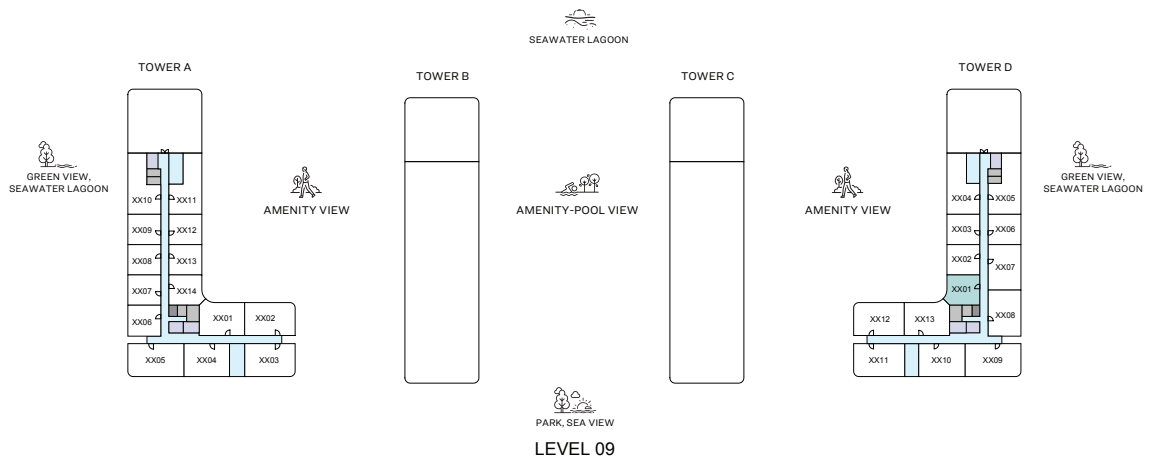 SEAWATER LAGOON
TOWER A
TOWER B
TOWER C
TOWER D
GREEN VIEW,
SEAWATER LAGOON
AMENITY VIEW
AMENITY-POOL VIEW
AMENITY VIEW
GREEN VIEW,
SEAWATER LAGOON
XX10 XX11
XX09 XX12
XX08 XX13
XX07 XX14
XX06 XX01 XX02
XX05 XX04 XX03
XX04 XX05
XX03 XX06
XX02 XX07
XX01
XX12 XX13 XX08
XX11 XX10 XX09
PARK, SEA VIEW
LEVEL 09